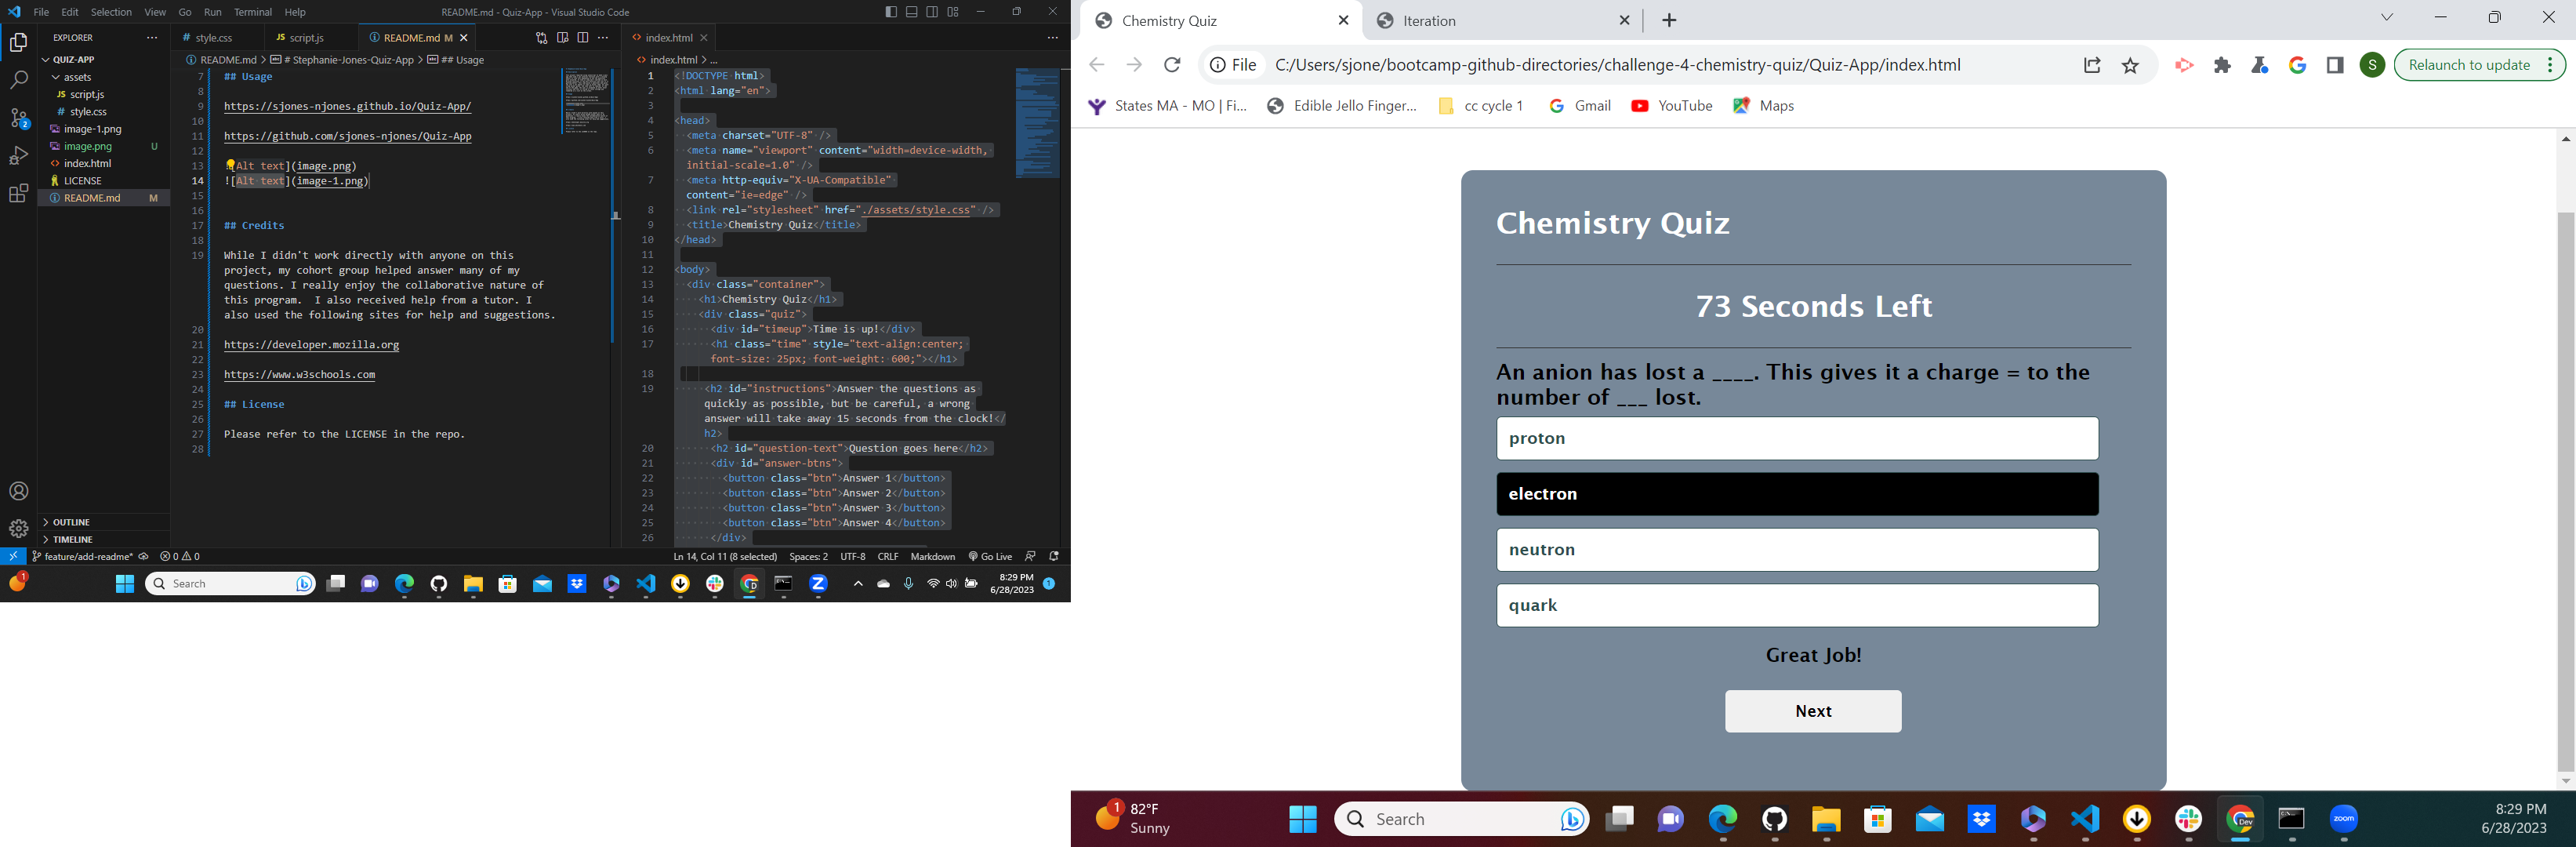 File Edit Selection View Go Run Terminal Help
README.md - Quiz-App - Visual Studio Code
EXPLORER
QUIZ-APP
assets
JS script.js
# style.css
image-1.png
image.png U
index.html
LICENSE
README.md M
OUTLINE
TIMELINE
# style.css
JS script.js
README.md M
README.md > # Stephanie-Jones-Quiz-App > ## Usage
7 ## Usage
8
9 https://sjones-njones.github.io/Quiz-App/
10
11 https://github.com/sjones-njones/Quiz-App
12
13 Alt text](image.png)
14 ![Alt text](image-1.png)
15
16
17 ## Credits
18
19 While I didn't work directly with anyone on this
project, my cohort group helped answer many of my
questions. I really enjoy the collaborative nature of
this program.  I also received help from a tutor. I
also used the following sites for help and suggestions.
20
21 https://developer.mozilla.org
22
23 https://www.w3schools.com
24
25 ## License
26
27 Please refer to the LICENSE in the repo.
28
index.html
index.html > ...
1 <!DOCTYPE html>
2 <html lang="en">
3
4 <head>
5 <meta charset="UTF-8" />
6 <meta name="viewport" content="width=device-width,
initial-scale=1.0" />
7 <meta http-equiv="X-UA-Compatible"
content="ie=edge" />
8 <link rel="stylesheet" href="./assets/style.css" />
9 <title>Chemistry Quiz</title>
10 </head>
11
12 <body>
13 <div class="container">
14 <h1>Chemistry Quiz</h1>
15 <div class="quiz">
16 <div id="timeup">Time is up!</div>
17 <h1 class="time" style="text-align:center;
font-size: 25px; font-weight: 600;"></h1>
18
19 <h2 id="instructions">Answer the questions as
quickly as possible, but be careful, a wrong
answer will take away 15 seconds from the clock!</
h2>
20 <h2 id="question-text">Question goes here</h2>
21 <div id="answer-btns">
22 <button class="btn">Answer 1</button>
23 <button class="btn">Answer 2</button>
24 <button class="btn">Answer 3</button>
25 <button class="btn">Answer 4</button>
26 </div>
feature/add-readme* 0 0
Ln 14, Col 11 (8 selected) Spaces: 2 UTF-8 CRLF Markdown Go Live
Search
8:29 PM
6/28/2023
Chemistry Quiz
Iteration
File C:/Users/sjone/bootcamp-github-directories/challenge-4-chemistry-quiz/Quiz-App/index.html
S
Relaunch to update
States MA - MO | Fi...
Edible Jello Finger...
cc cycle 1
Gmail
YouTube
Maps
Chemistry Quiz
73 Seconds Left
An anion has lost a ____. This gives it a charge = to the
number of ___ lost.
proton
electron
neutron
quark
Great Job!
Next
1
82°F
Sunny
Search
Dev
zoom
8:29 PM
6/28/2023